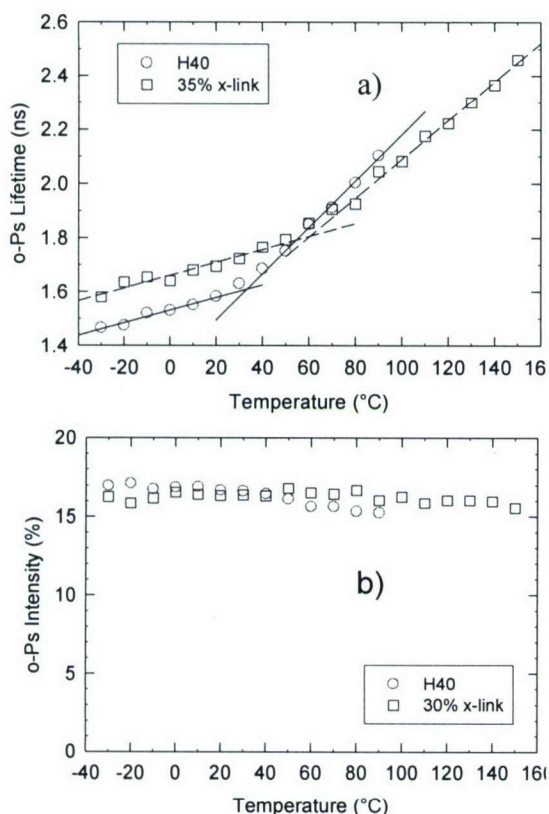 2.6
2.4
2.2
2.0
1.8
1.6
1.4
o-Ps Lifetime (ns)
H40
35% x-link
a)
-40 -20 0 20 40 60 80 100 120 140 16
Temperature (°C)
20
15
10
5
0
o-Ps Intensity (%)
b)
H40
30% x-link
-40 -20 0 20 40 60 80 100 120 140 160
Temperature (°C)